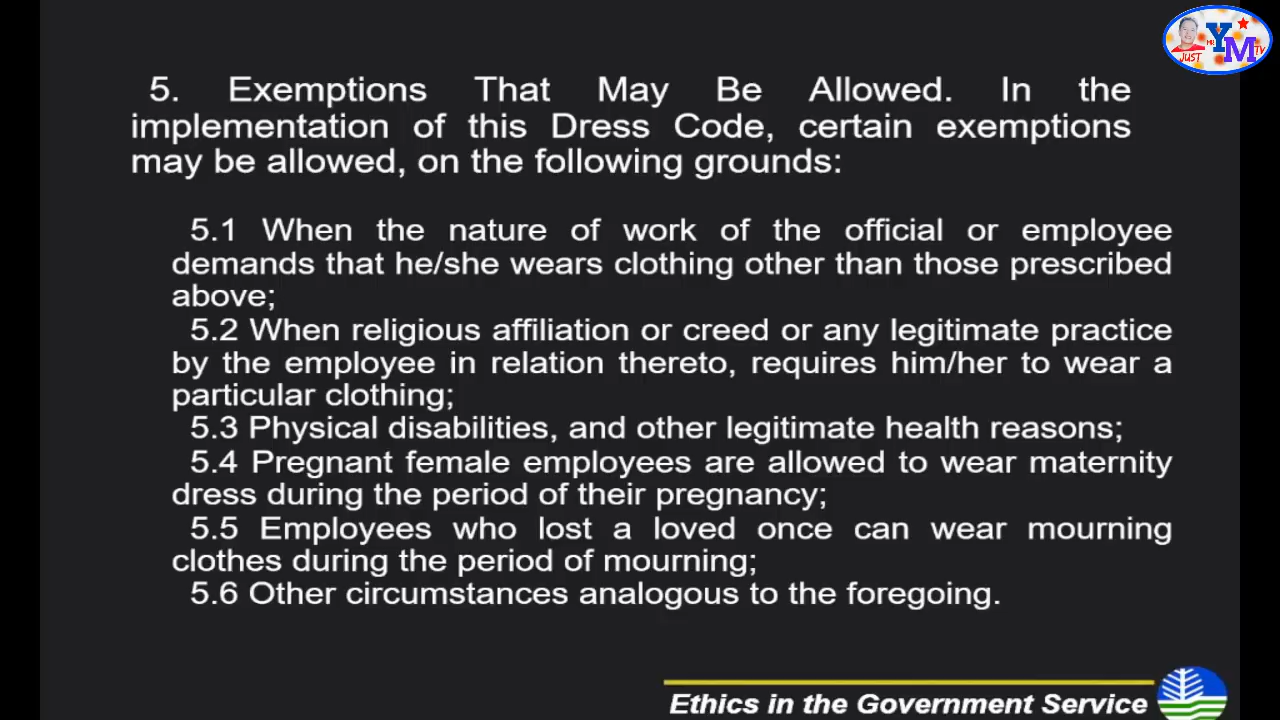 JUST MR YM TV
5. Exemptions That May Be Allowed. In the
implementation of this Dress Code, certain exemptions
may be allowed, on the following grounds:
5.1 When the nature of work of the official or employee
demands that he/she wears clothing other than those prescribed
above;
5.2 When religious affiliation or creed or any legitimate practice
by the employee in relation thereto, requires him/her to wear a
particular clothing;
5.3 Physical disabilities, and other legitimate health reasons;
5.4 Pregnant female employees are allowed to wear maternity
dress during the period of their pregnancy;
5.5 Employees who lost a loved once can wear mourning
clothes during the period of mourning;
5.6 Other circumstances analogous to the foregoing.
Ethics in the Government Service